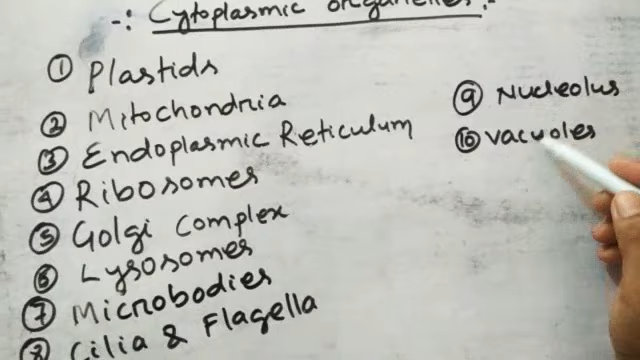 -: Cytoplasmic organelles :-
① Plastids
② Mitochondria
③ Endoplasmic Reticulum
④ Ribosomes
⑤ Golgi Complex
⑥ Lysosomes
⑦ Microbodies
⑧ Cilia & Flagella
⑨ Nucleolus
⑩ vacuoles